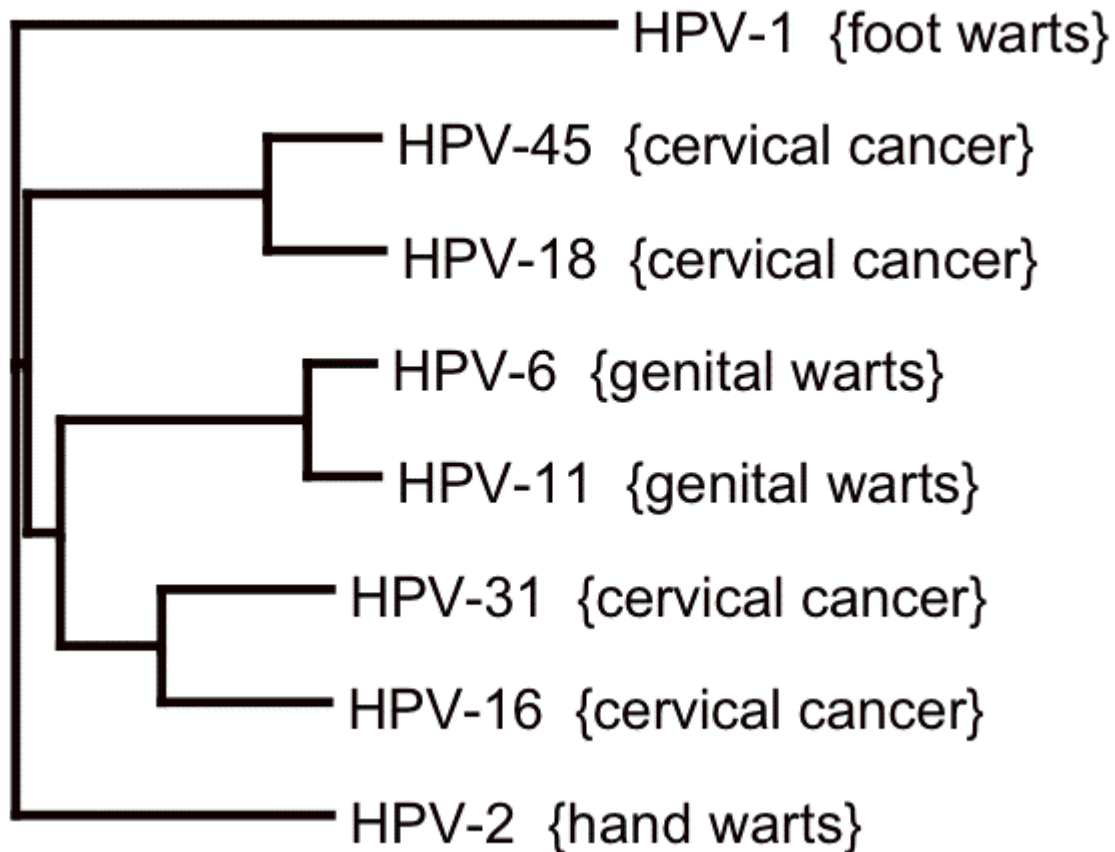 HPV-1 {foot warts}
HPV-45 {cervical cancer}
HPV-18 {cervical cancer}
HPV-6 {genital warts}
HPV-11 {genital warts}
HPV-31 {cervical cancer}
HPV-16 {cervical cancer}
HPV-2 {hand warts}